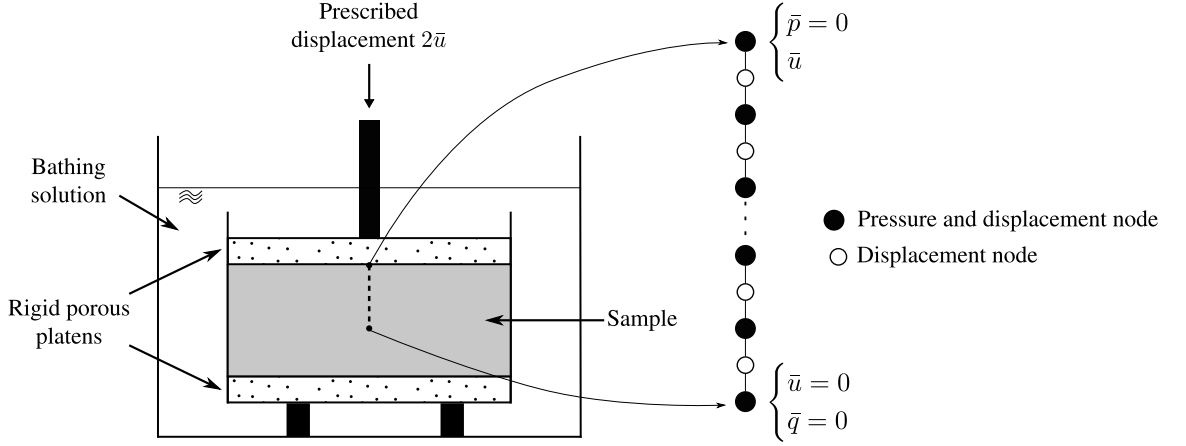 Prescribed
displacement 2ū
p̄ = 0
ū
Bathing
solution
Pressure and displacement node
Displacement node
Rigid porous
platens
Sample
ū = 0
q̄ = 0